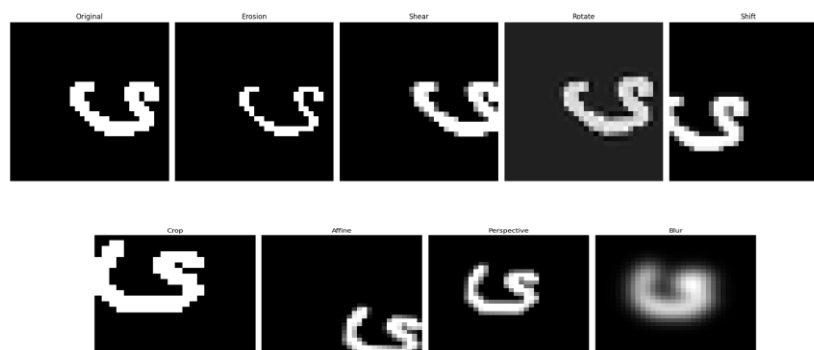 Original Erosion Shear Rotate Shift
Crop Affine Perspective Blur